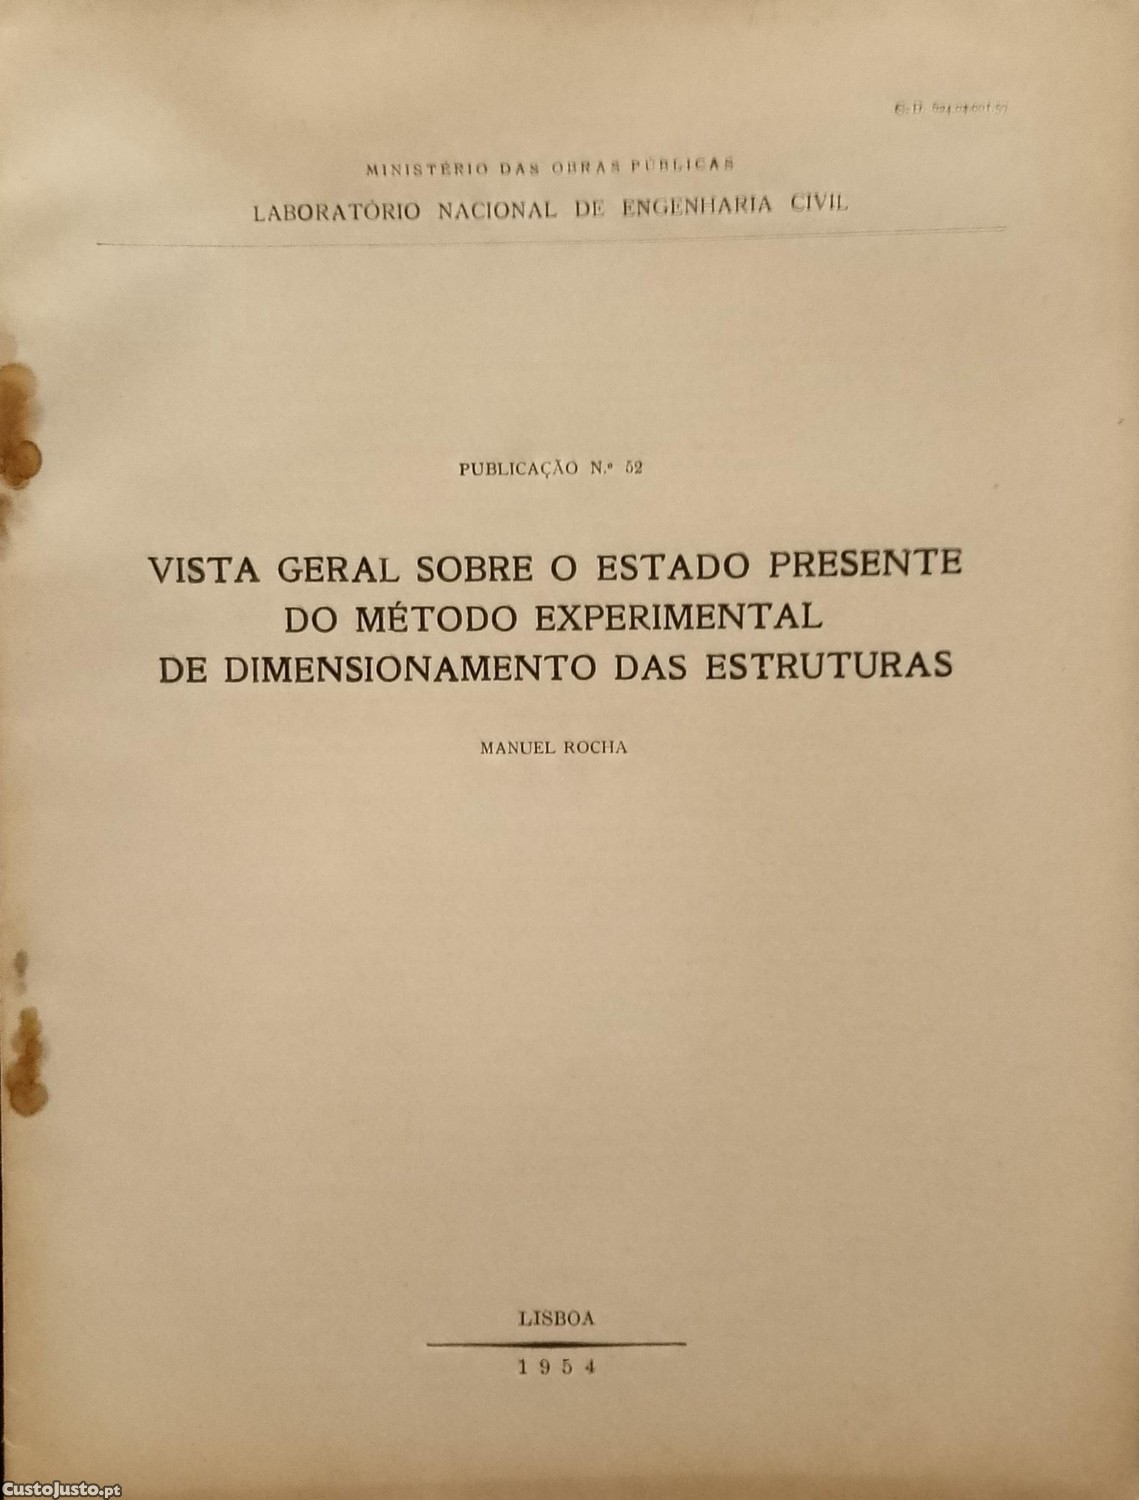 MINISTÉRIO DAS OBRAS PÚBLICAS
LABORATÓRIO NACIONAL DE ENGENHARIA CIVIL
PUBLICAÇÃO N.º 52
VISTA GERAL SOBRE O ESTADO PRESENTE
DO MÉTODO EXPERIMENTAL
DE DIMENSIONAMENTO DAS ESTRUTURAS
MANUEL ROCHA
LISBOA
1954
CustoJusto.pt